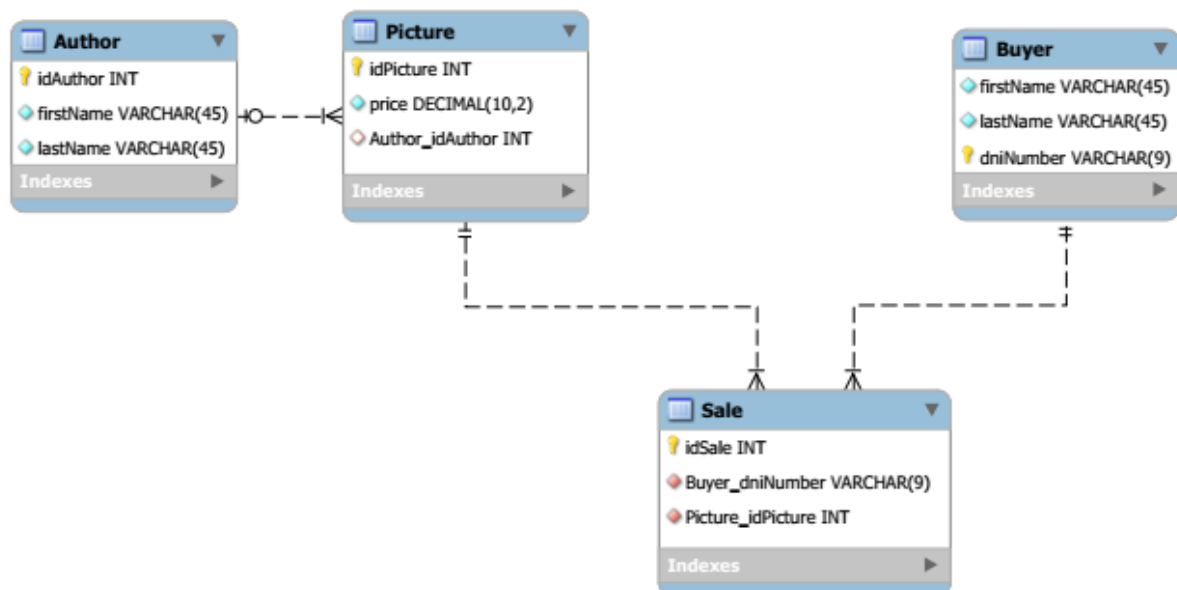 Author
idAuthor INT
firstName VARCHAR(45)
lastName VARCHAR(45)
Indexes
Picture
idPicture INT
price DECIMAL(10,2)
Author_idAuthor INT
Indexes
Buyer
firstName VARCHAR(45)
lastName VARCHAR(45)
dniNumber VARCHAR(9)
Indexes
Sale
idSale INT
Buyer_dniNumber VARCHAR(9)
Picture_idPicture INT
Indexes